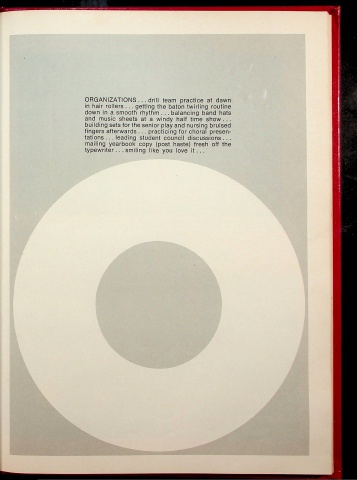 ORGANIZATIONS . . . drill team practice at dawn
in hair rollers . . . getting the baton twirling routine
down in a smooth rhythm . . . balancing band hats
and music sheets at a windy half time show . . .
building sets for the senior play and nursing bruised
fingers afterwards . . . practicing for choral presen-
tations . . . leading student council discussions . . .
mailing yearbook copy (post haste) fresh off the
typewriter . . . smiling like you love it . . .